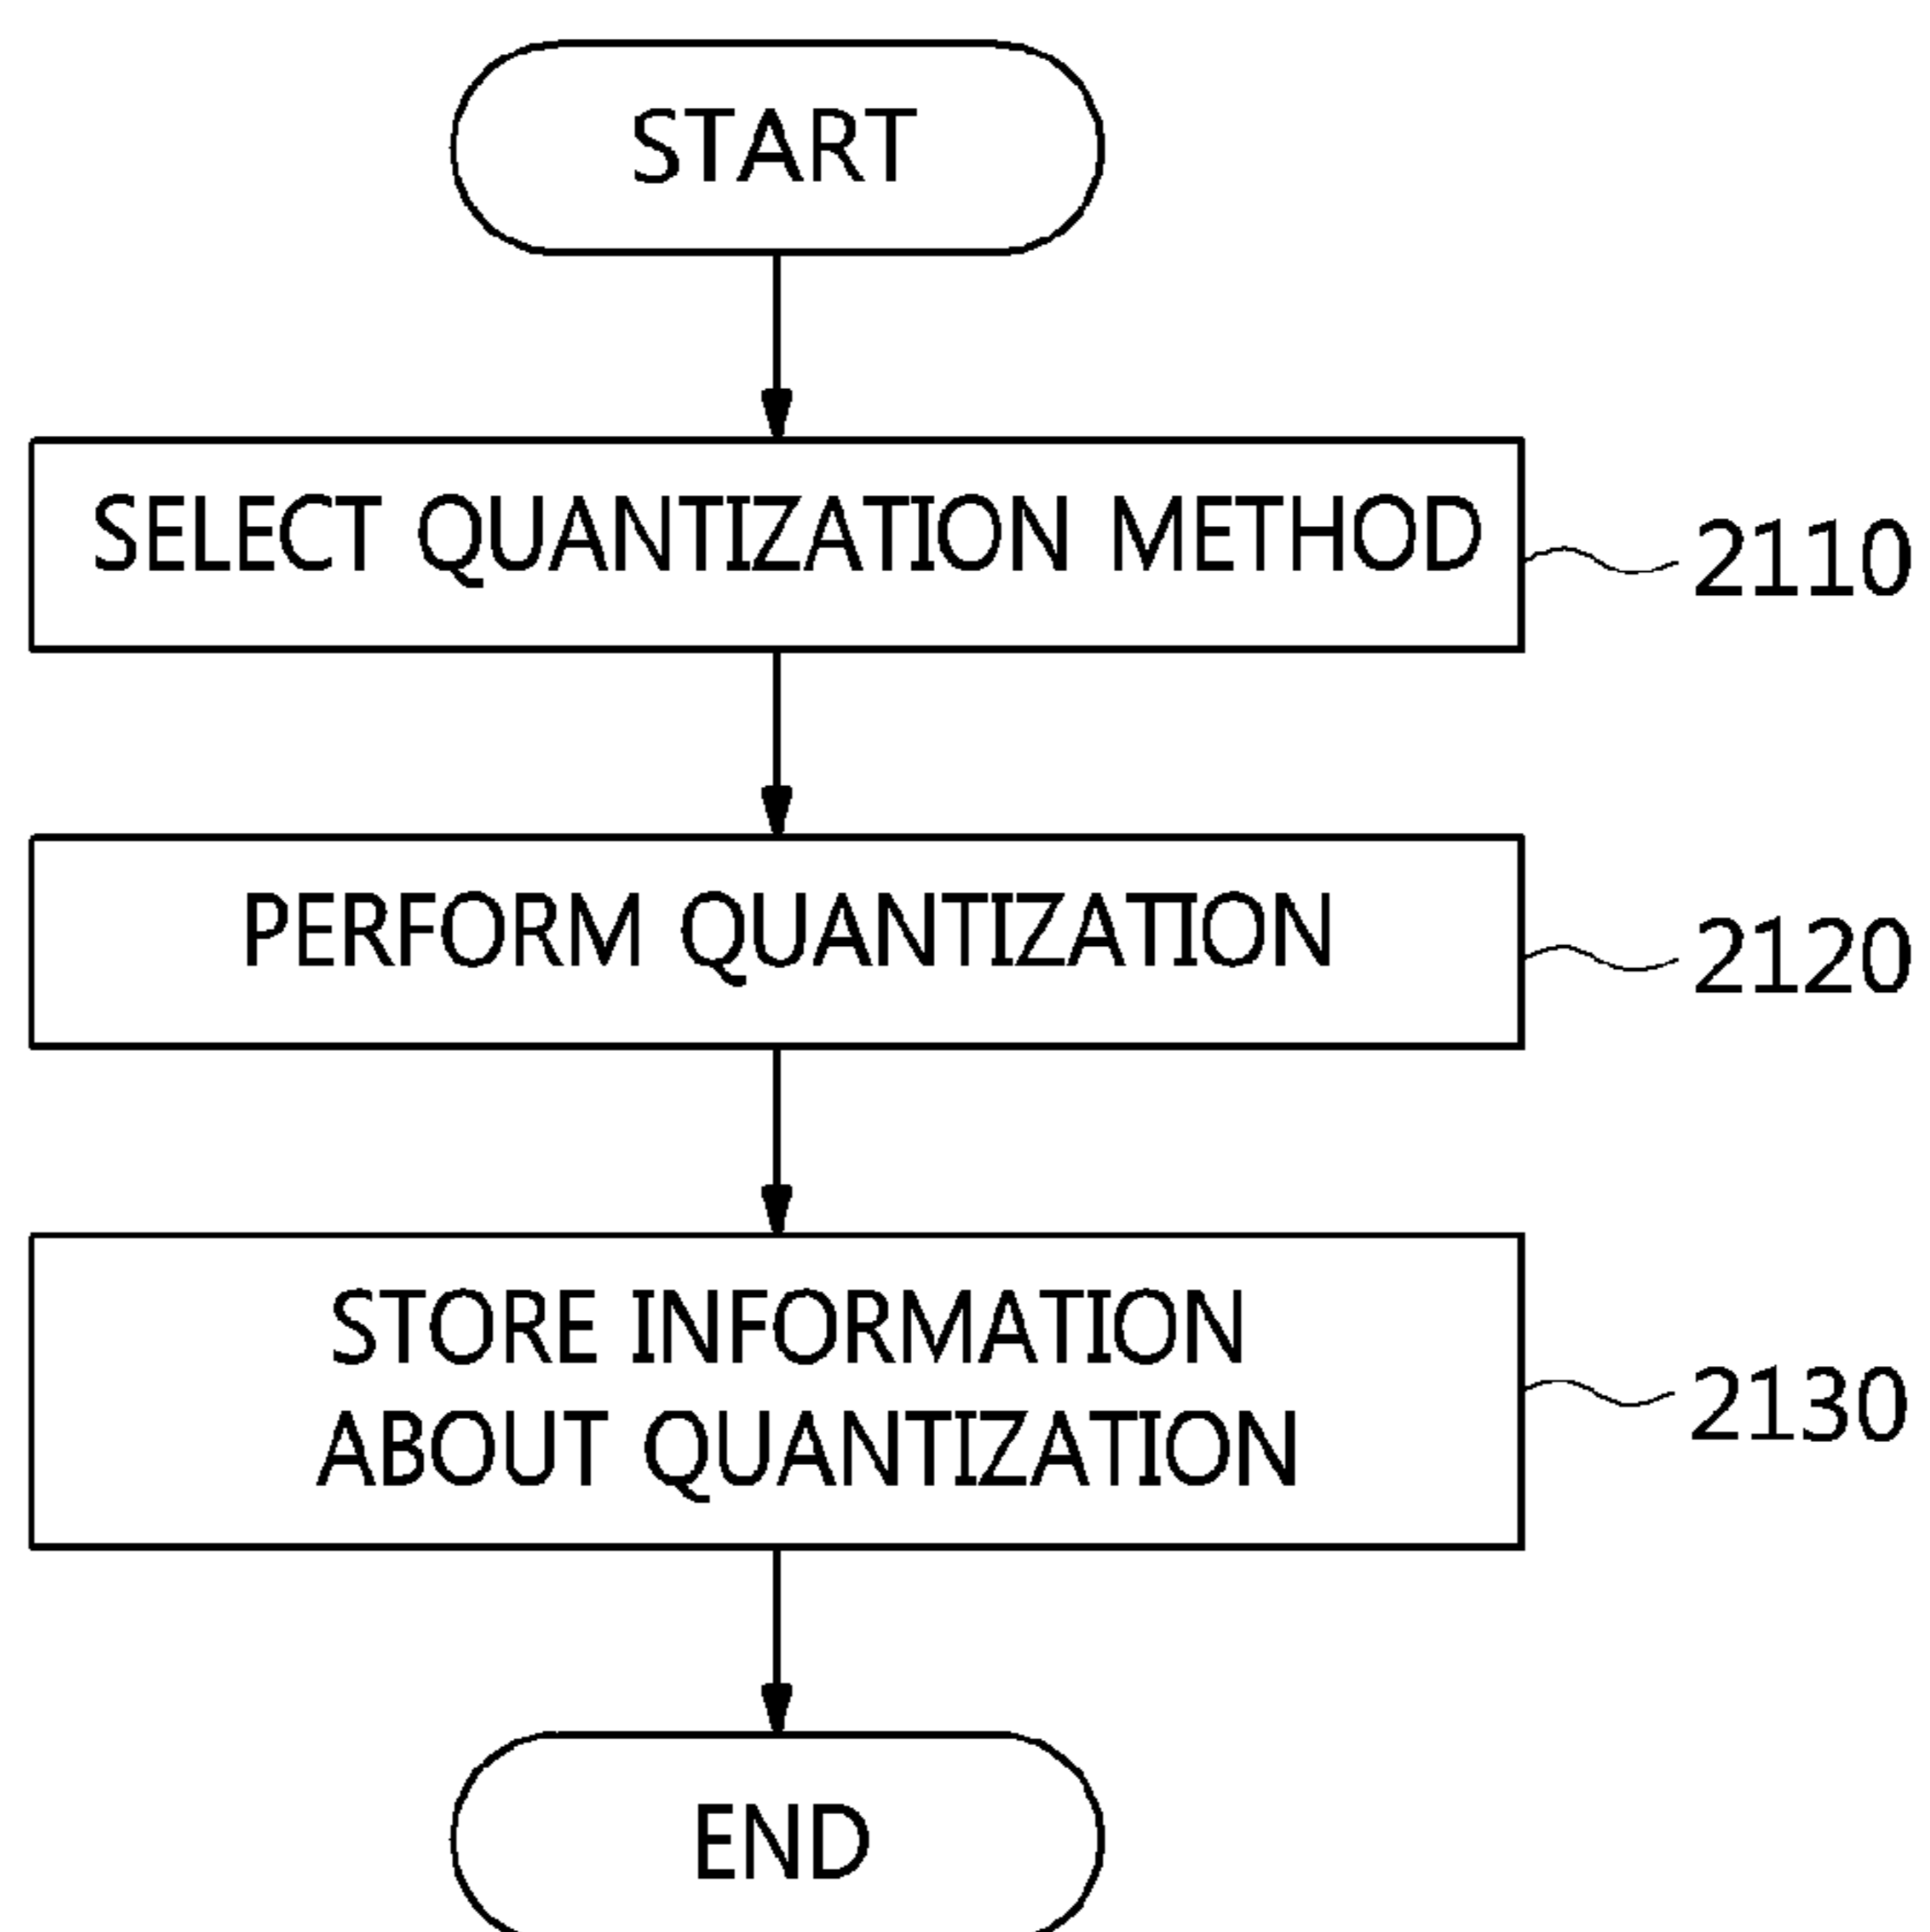 START
SELECT QUANTIZATION METHOD
2110
PERFORM QUANTIZATION
2120
STORE INFORMATION
ABOUT QUANTIZATION
2130
END